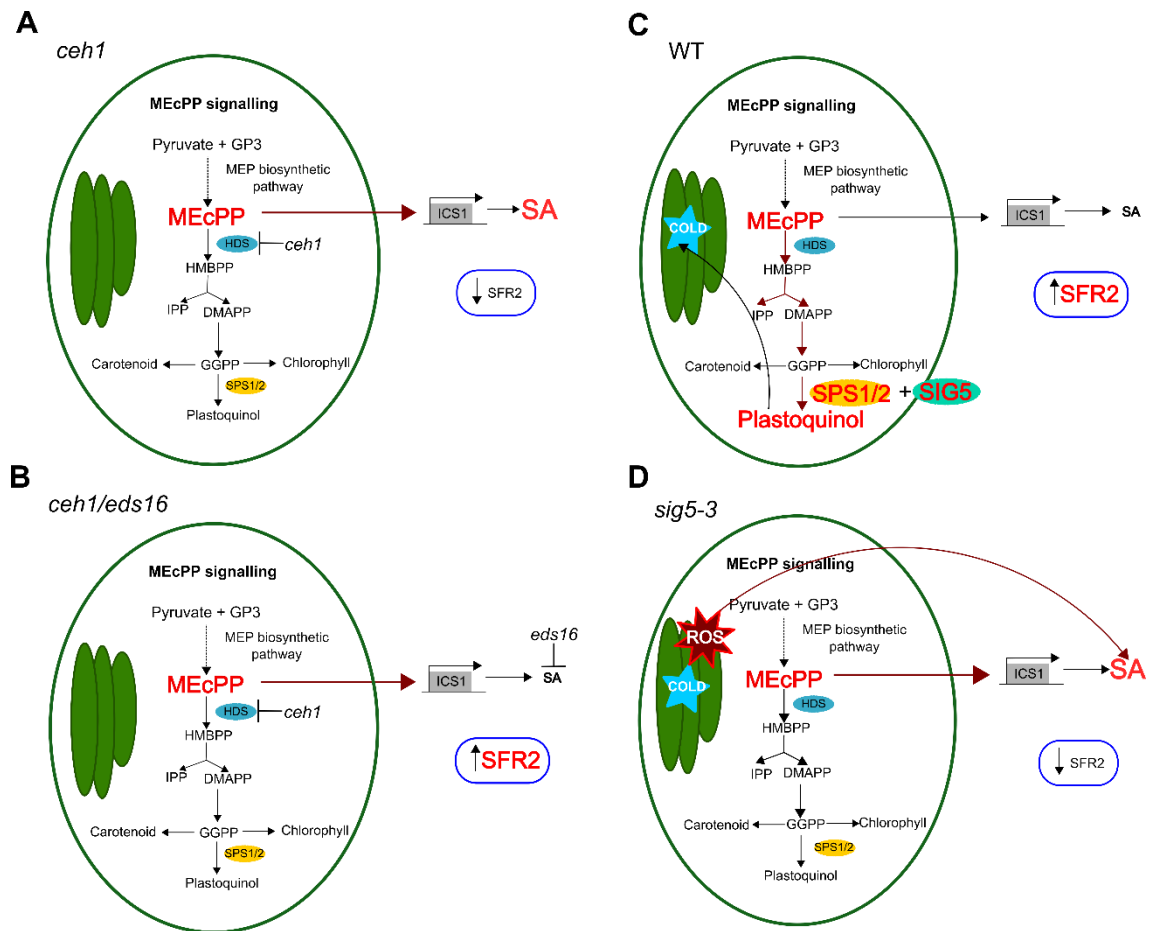 A
ceh1
MEcPP signalling
Pyruvate + GP3
MEP biosynthetic
pathway
MEcPP
ICS1
SA
HDS
ceh1
HMBPP
SFR2
IPP
DMAPP
Carotenoid
GGPP
Chlorophyll
SPS1/2
Plastoquinol
B
ceh1/eds16
MEcPP signalling
Pyruvate + GP3
MEP biosynthetic
pathway
eds16
MEcPP
ICS1
SA
HDS
ceh1
HMBPP
SFR2
IPP
DMAPP
Carotenoid
GGPP
Chlorophyll
SPS1/2
Plastoquinol
C
WT
MEcPP signalling
Pyruvate + GP3
MEP biosynthetic
pathway
COLD
MEcPP
ICS1
SA
HDS
HMBPP
SFR2
IPP
DMAPP
Carotenoid
GGPP
Chlorophyll
SPS1/2 + SIG5
Plastoquinol
D
sig5-3
MEcPP signalling
Pyruvate + GP3
ROS
MEP biosynthetic
pathway
COLD
MEcPP
ICS1
SA
HDS
HMBPP
SFR2
IPP
DMAPP
Carotenoid
GGPP
Chlorophyll
SPS1/2
Plastoquinol